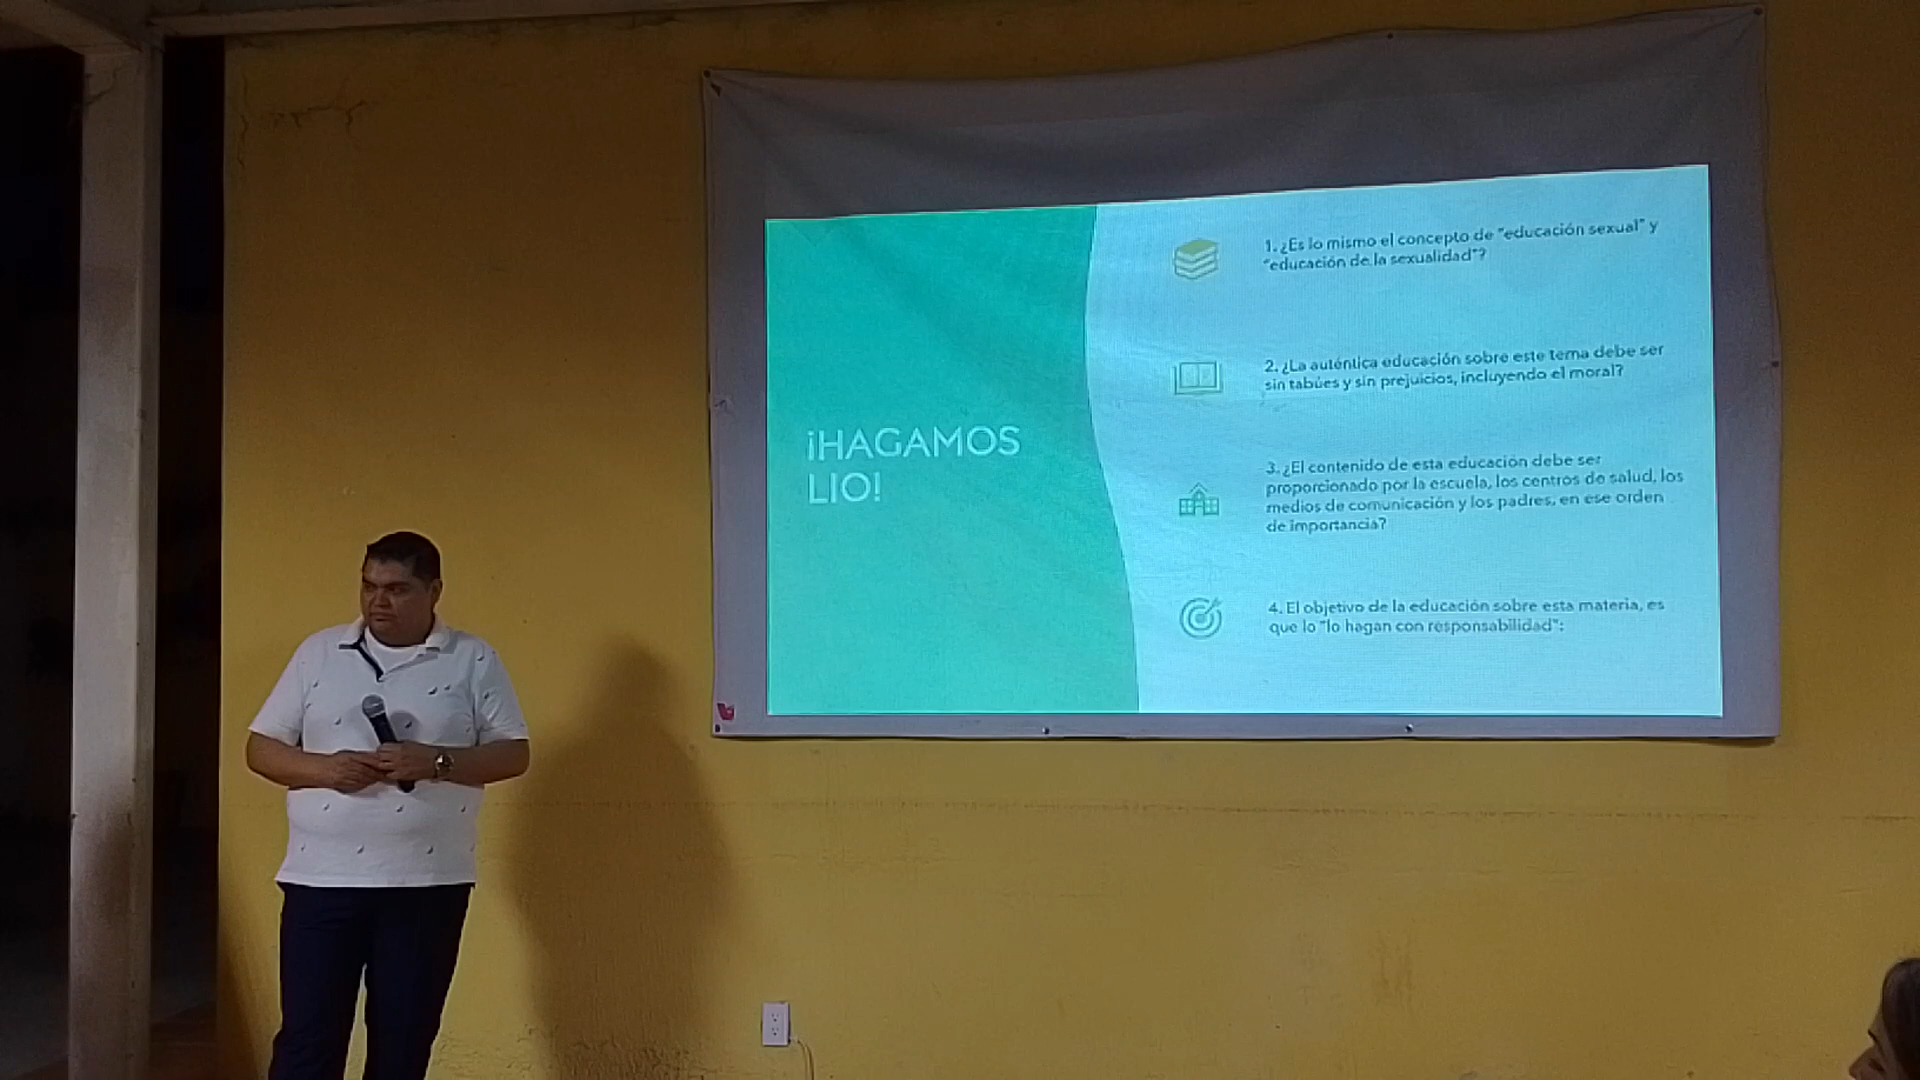 ¡HAGAMOS
LIO!
1. ¿Es lo mismo el concepto de "educación sexual" y
"educación de la sexualidad"?
2. ¿La auténtica educación sobre este tema debe ser
sin tabúes y sin prejuicios, incluyendo el moral?
3. ¿El contenido de esta educación debe ser
proporcionado por la escuela, los centros de salud, los
medios de comunicación y los padres, en ese orden
de importancia?
4. El objetivo de la educación sobre esta materia, es
que lo "lo hagan con responsabilidad":